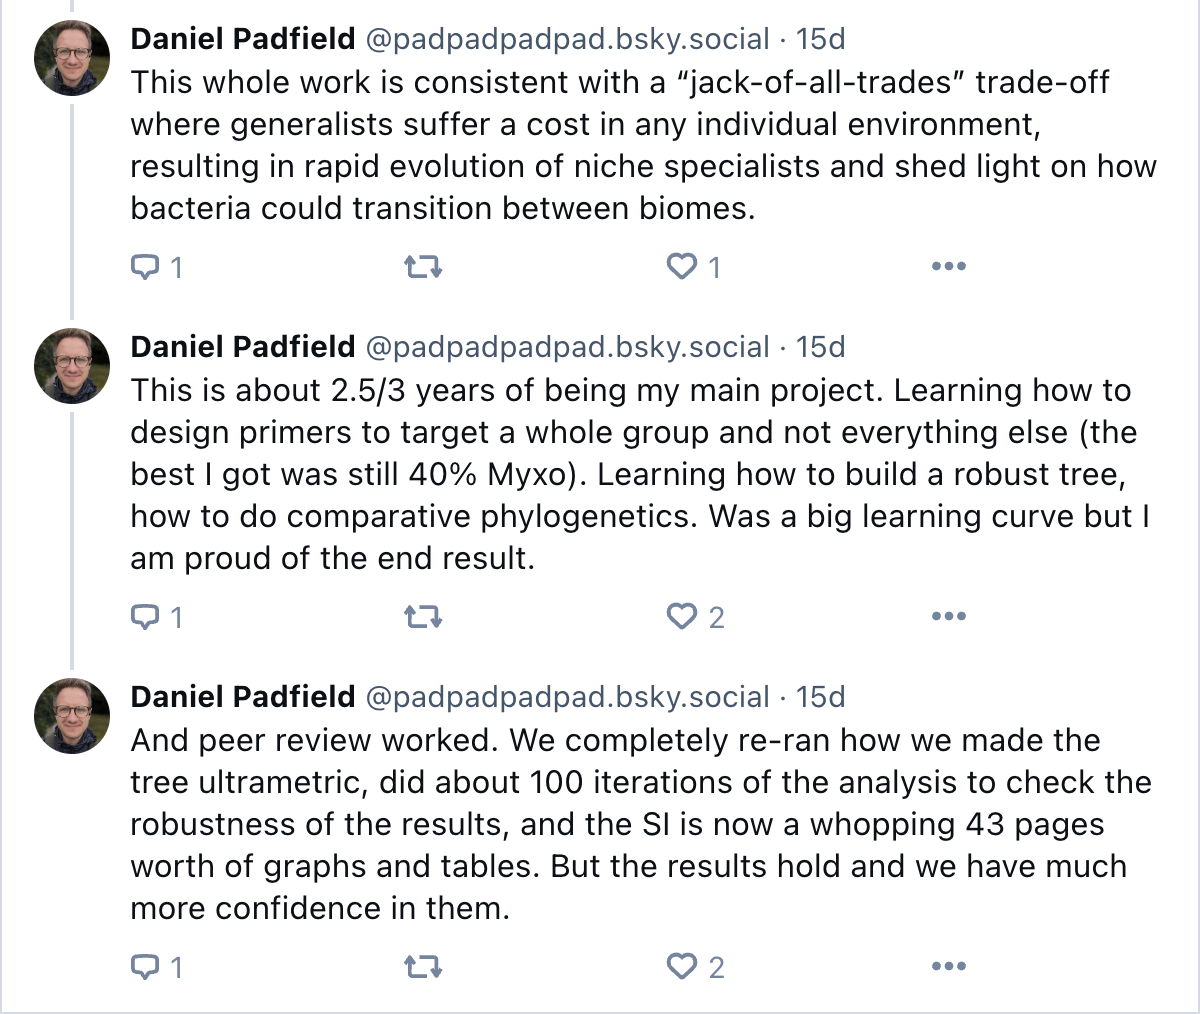 Daniel Padfield @padpadpadpad.bsky.social · 15d
This whole work is consistent with a “jack-of-all-trades” trade-off
where generalists suffer a cost in any individual environment,
resulting in rapid evolution of niche specialists and shed light on how
bacteria could transition between biomes.
1 1
Daniel Padfield @padpadpadpad.bsky.social · 15d
This is about 2.5/3 years of being my main project. Learning how to
design primers to target a whole group and not everything else (the
best I got was still 40% Myxo). Learning how to build a robust tree,
how to do comparative phylogenetics. Was a big learning curve but I
am proud of the end result.
1 2
Daniel Padfield @padpadpadpad.bsky.social · 15d
And peer review worked. We completely re-ran how we made the
tree ultrametric, did about 100 iterations of the analysis to check the
robustness of the results, and the SI is now a whopping 43 pages
worth of graphs and tables. But the results hold and we have much
more confidence in them.
1 2